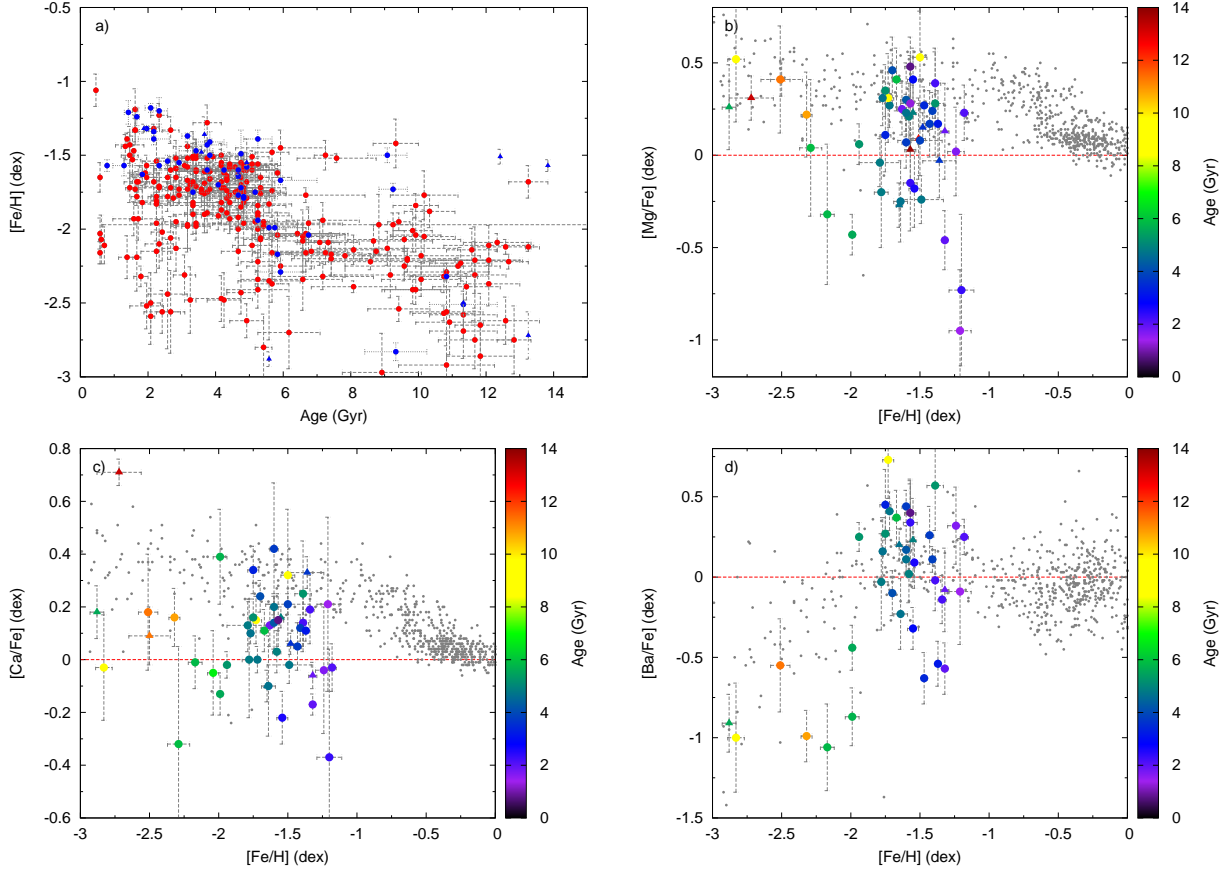 a)
[Fe/H] (dex)
-0.5
-1
-1.5
-2
-2.5
-3
0 2 4 6 8 10 12 14
Age (Gyr)
b)
[Mg/Fe] (dex)
0.5
0
-0.5
-1
-3 -2.5 -2 -1.5 -1 -0.5 0
[Fe/H] (dex)
14
12
10
8
6
4
2
0
Age (Gyr)
c)
[Ca/Fe] (dex)
0.8
0.6
0.4
0.2
0
-0.2
-0.4
-0.6
-3 -2.5 -2 -1.5 -1 -0.5 0
[Fe/H] (dex)
14
12
10
8
6
4
2
0
Age (Gyr)
d)
[Ba/Fe] (dex)
0.5
0
-0.5
-1
-1.5
-3 -2.5 -2 -1.5 -1 -0.5 0
[Fe/H] (dex)
14
12
10
8
6
4
2
0
Age (Gyr)